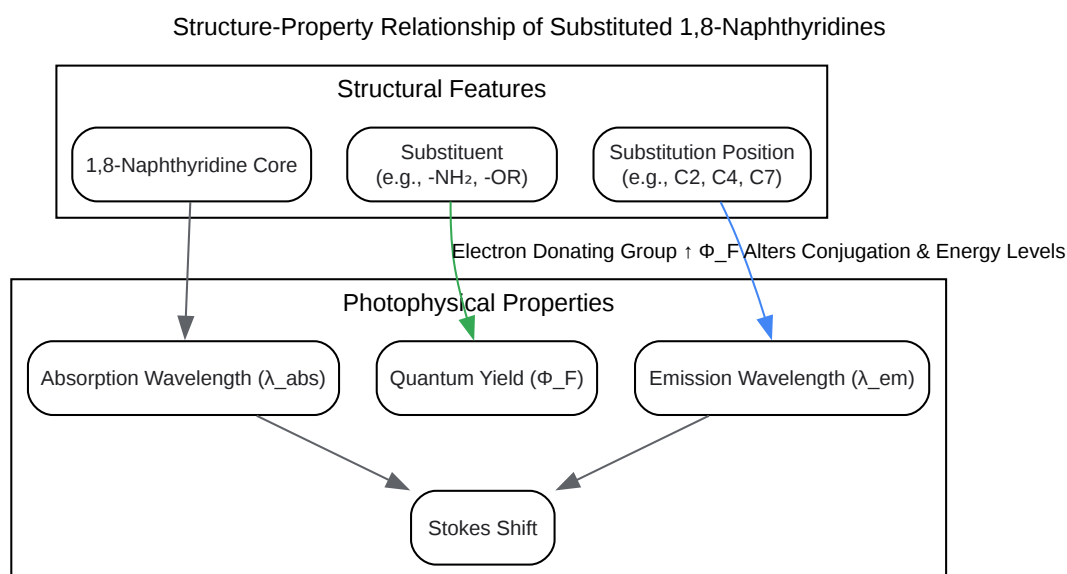 Structure-Property Relationship of Substituted 1,8-Naphthyridines
Structural Features
1,8-Naphthyridine Core
Substituent
(e.g., -NH₂, -OR)
Substitution Position
(e.g., C2, C4, C7)
Electron Donating Group ↑ Φ_F
Alters Conjugation & Energy Levels
Photophysical Properties
Absorption Wavelength (λ_abs)
Quantum Yield (Φ_F)
Emission Wavelength (λ_em)
Stokes Shift